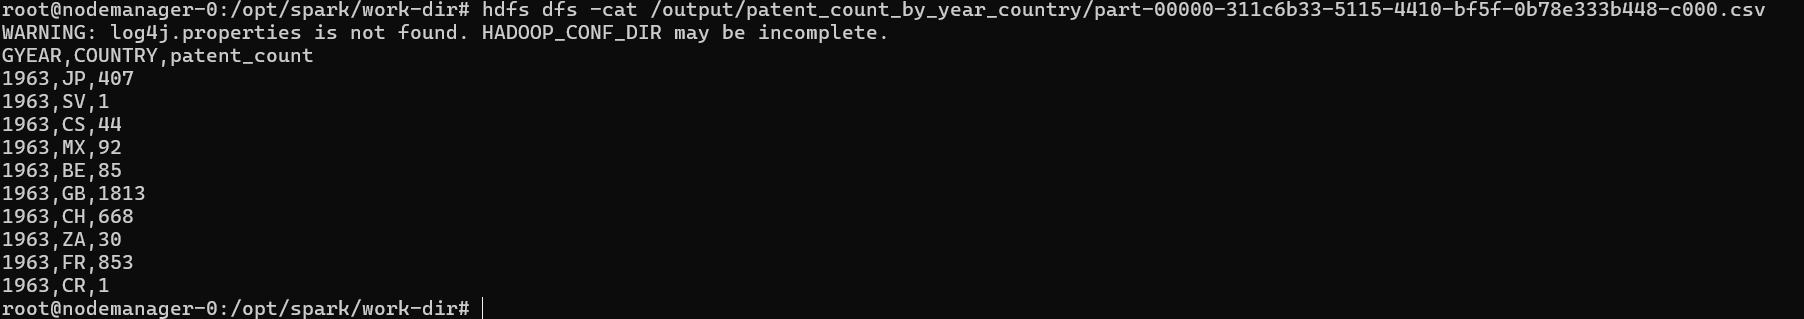 root@nodemanager-0:/opt/spark/work-dir# hdfs dfs -cat /output/patent_count_by_year_country/part-00000-311c6b33-5115-4410-bf5f-0b78e333b448-c000.csv
WARNING: log4j.properties is not found. HADOOP_CONF_DIR may be incomplete.
GYEAR,COUNTRY,patent_count
1963,JP,407
1963,SV,1
1963,CS,44
1963,MX,92
1963,BE,85
1963,GB,1813
1963,CH,668
1963,ZA,30
1963,FR,853
1963,CR,1
root@nodemanager-0:/opt/spark/work-dir#